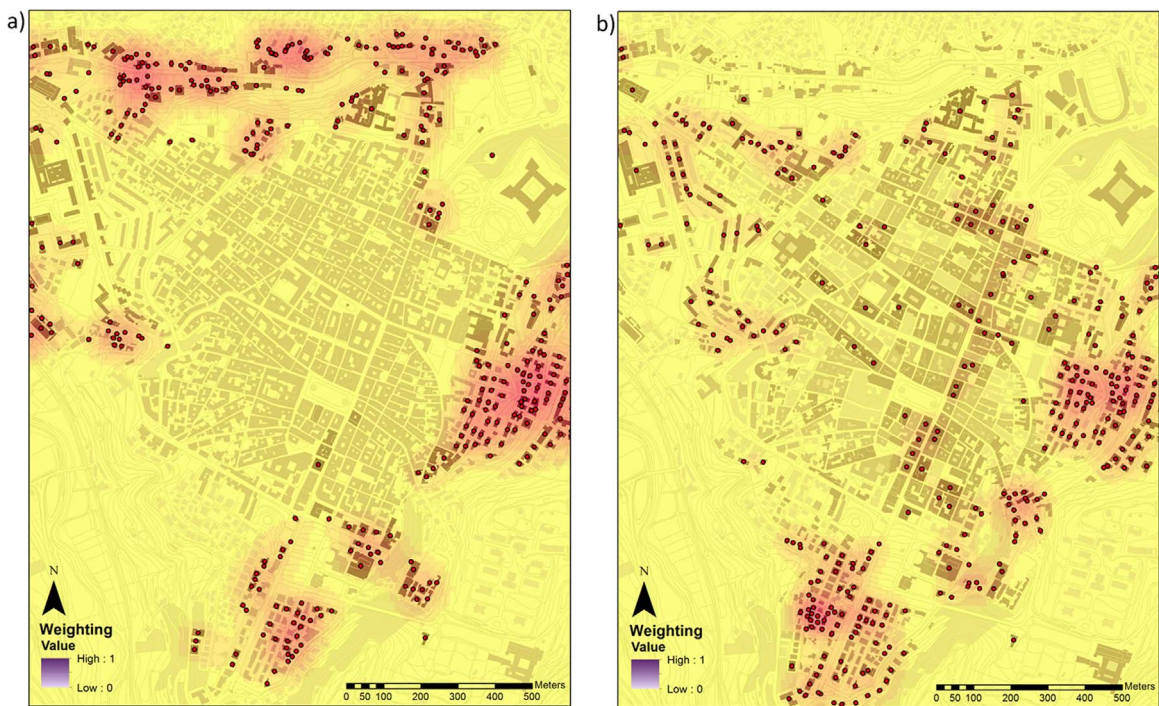 a)
N
Weighting
Value
High : 1
Low : 0
Meters
0 50 100 200 300 400 500
b)
N
Weighting
Value
High : 1
Low : 0
Meters
0 50 100 200 300 400 500